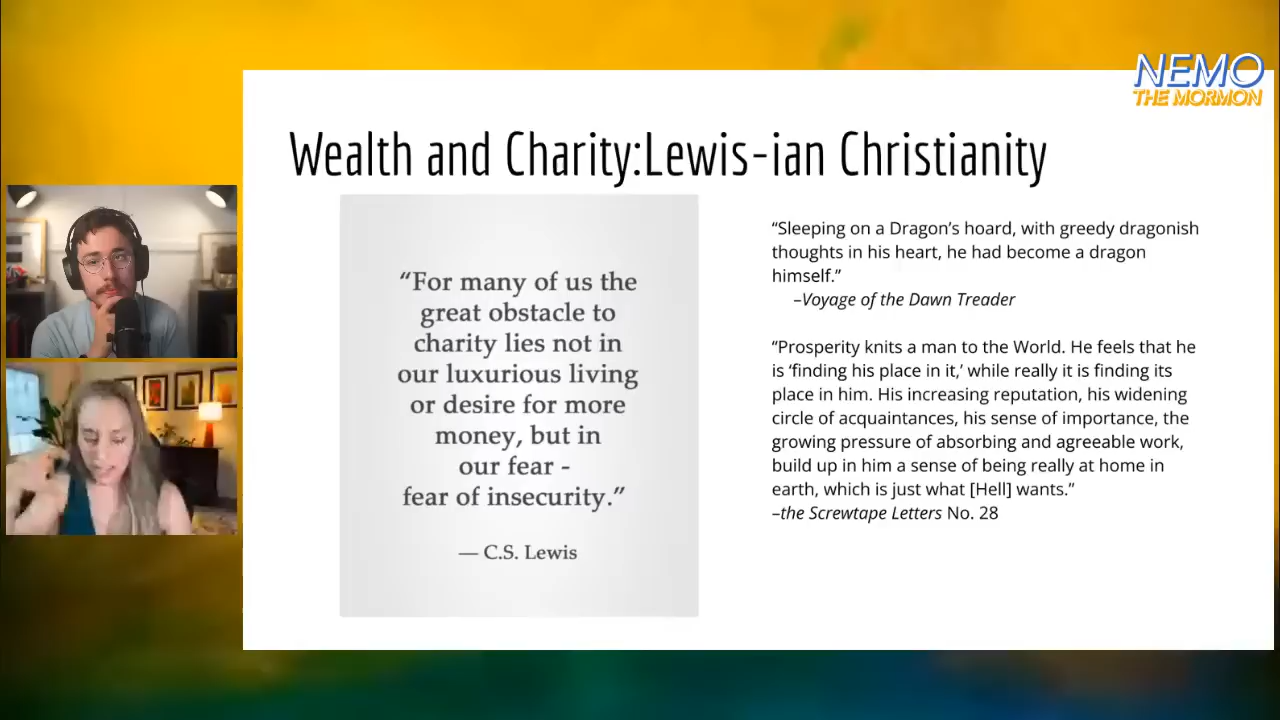 NEMO
THE MORMON
Wealth and Charity:Lewis-ian Christianity
“For many of us the
great obstacle to
charity lies not in
our luxurious living
or desire for more
money, but in
our fear -
fear of insecurity.”
— C.S. Lewis
“Sleeping on a Dragon’s hoard, with greedy dragonish
thoughts in his heart, he had become a dragon
himself.”
–Voyage of the Dawn Treader
“Prosperity knits a man to the World. He feels that he
is ‘finding his place in it,’ while really it is finding its
place in him. His increasing reputation, his widening
circle of acquaintances, his sense of importance, the
growing pressure of absorbing and agreeable work,
build up in him a sense of being really at home in
earth, which is just what [Hell] wants.”
–the Screwtape Letters No. 28